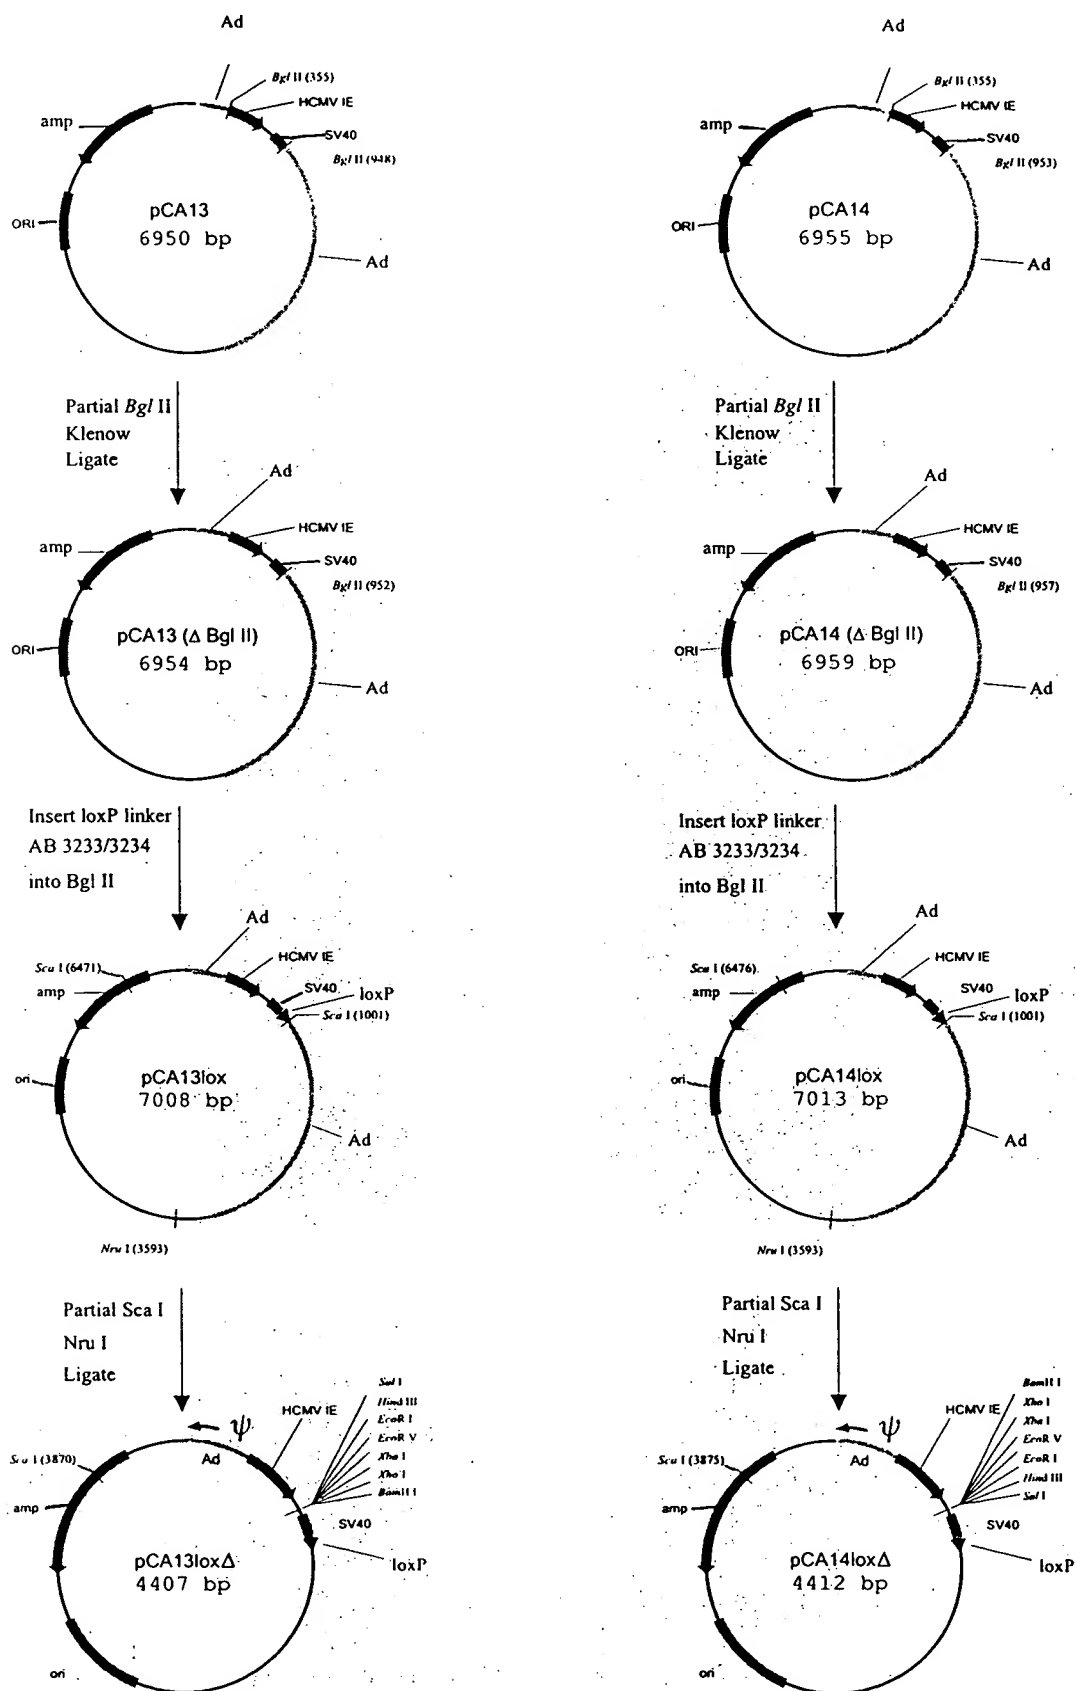 Ad
Bgl II (355)
HCMV IE
amp
SV40
Bgl II (948)
pCA13
6950 bp
ORI
Ad
Partial Bgl II
Klenow
Ligate
Ad
HCMV IE
amp
SV40
Bgl II (952)
pCA13 (Δ Bgl II)
6954 bp
ORI
Ad
Insert loxP linker
AB 3233/3234
into Bgl II
Ad
Sca I (6471)
HCMV IE
amp
SV40
loxP
Sca I (1001)
pCA13lox
7008 bp
ori
Ad
Nru I (3593)
Partial Sca I
Nru I
Ligate
ψ
HCMV IE
Sal I
Hind III
EcoR I
EcoR V
Xba I
Xho I
BamH I
Ad
Sca I (3870)
amp
SV40
loxP
pCA13loxΔ
4407 bp
ori
Ad
Bgl II (355)
HCMV IE
amp
SV40
Bgl II (953)
pCA14
6955 bp
ORI
Ad
Partial Bgl II
Klenow
Ligate
Ad
HCMV IE
amp
SV40
Bgl II (957)
pCA14 (Δ Bgl II)
6959 bp
ORI
Ad
Insert loxP linker
AB 3233/3234
into Bgl II
Ad
Sca I (6476)
HCMV IE
amp
SV40
loxP
Sca I (1001)
pCA14lox
7013 bp
ori
Ad
Nru I (3593)
Partial Sca I
Nru I
Ligate
ψ
HCMV IE
BamH I
Xho I
Xba I
EcoR V
EcoR I
Hind III
Sal I
Ad
Sca I (3875)
amp
SV40
loxP
pCA14loxΔ
4412 bp
ori